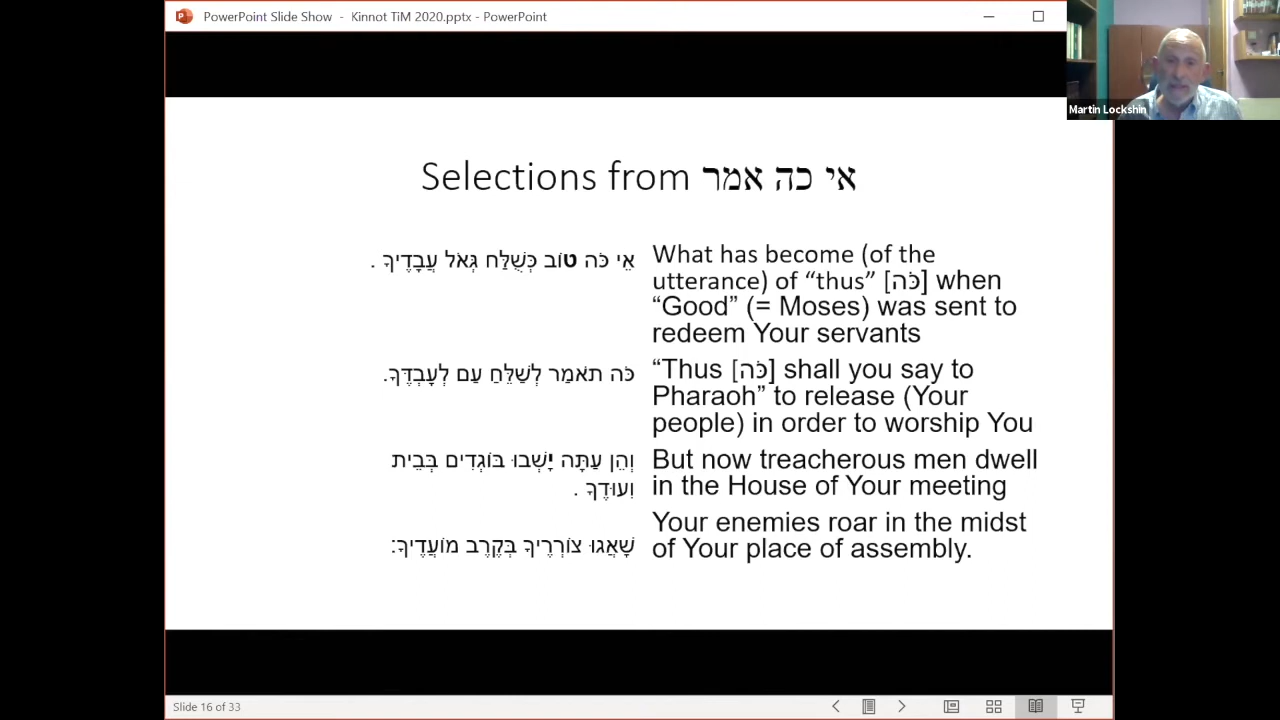 PowerPoint Slide Show - Kinnot TiM 2020.pptx - PowerPoint
Martin Lockshin
Selections from אי כה אמר
אֵי כֹּה טוֹב כְּשֻׁלַּח גְּאֹל עֲבָדֶיךָ .
What has become (of the
utterance) of “thus” [כֹּה] when
“Good” (= Moses) was sent to
redeem Your servants
כֹּה תֹאמַר לְשַׁלֵּחַ עַם לְעָבְדֶּךָ.
“Thus [כֹּה] shall you say to
Pharaoh” to release (Your
people) in order to worship You
וְהֵן עַתָּה יָשְׁבוּ בּוֹגְדִים בְּבֵית
וִעוּדֶךָ .
But now treacherous men dwell
in the House of Your meeting
שָׁאֲגוּ צוֹרְרֶיךָ בְּקֶרֶב מוֹעֲדֶיךָ:
Your enemies roar in the midst
of Your place of assembly.
Slide 16 of 33